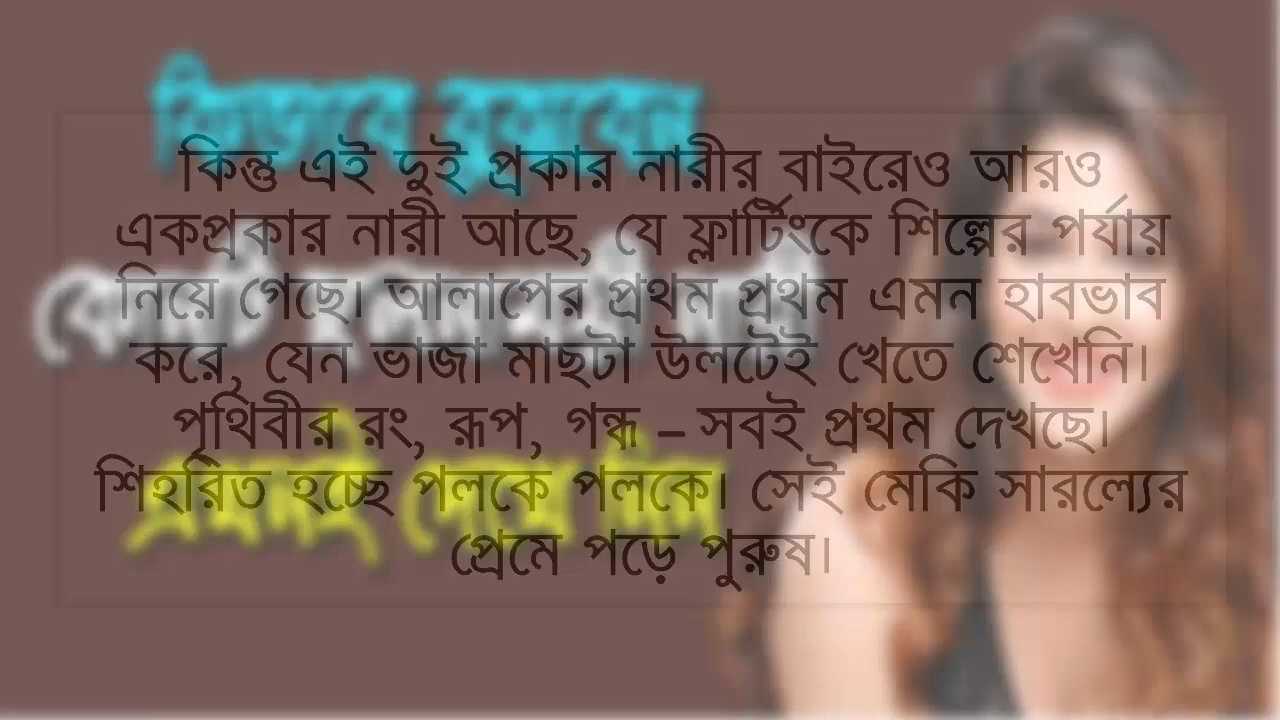 কিভাবে বুঝবেন
কিন্তু এই দুই প্রকার নারীর বাইরেও আরও
একপ্রকার নারী আছে, যে ফ্লার্টিংকে শিল্পের পর্যায়
নিয়ে গেছে। আলাপের প্রথম প্রথম এমন হাবভাব
করে, যেন ভাজা মাছটা উলটেই খেতে শেখেনি।
পৃথিবীর রং, রূপ, গন্ধ – সবই প্রথম দেখছে।
শিহরিত হচ্ছে পলকে পলকে। সেই মেকি সারল্যের
প্রেমে পড়ে পুরুষ।